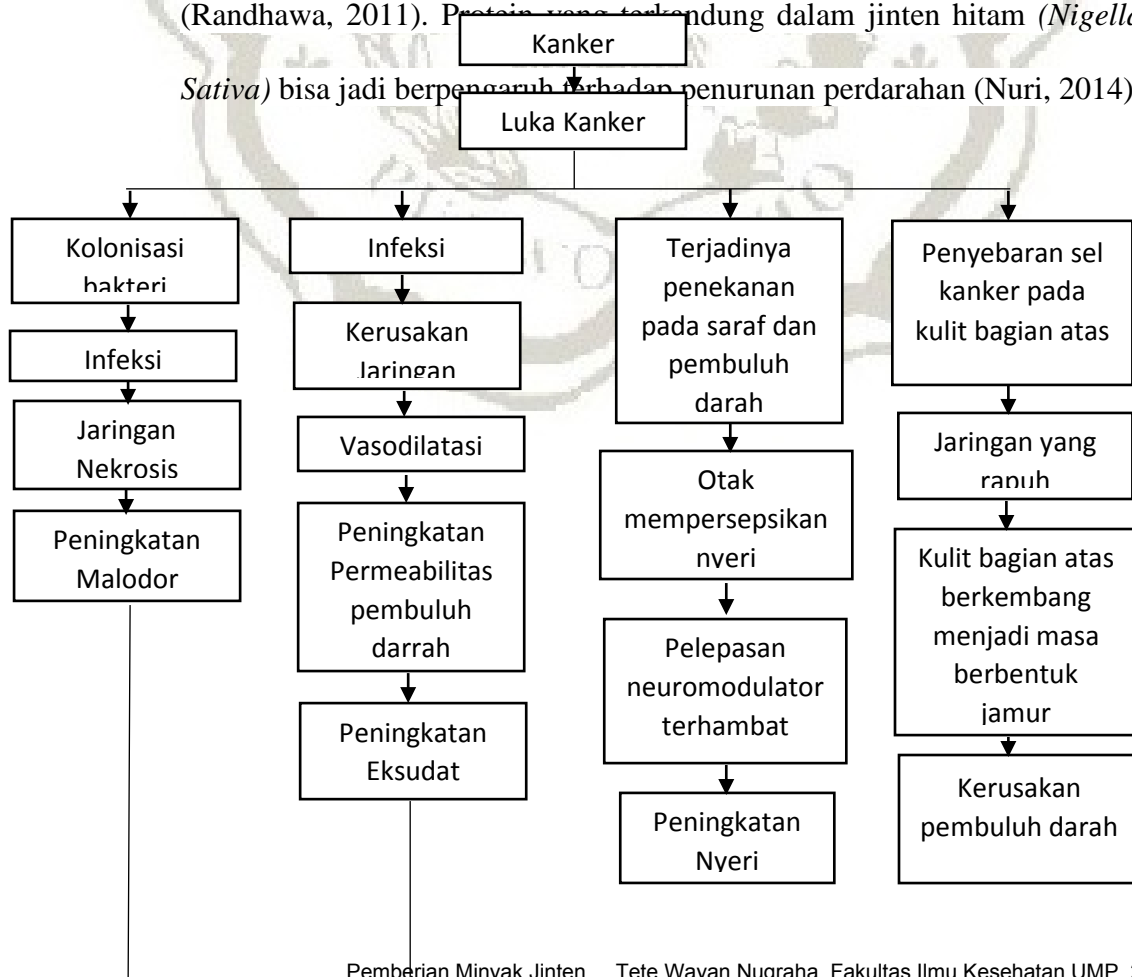 (Randhawa, 2011). Protein yang terkandung dalam jinten hitam (Nigella
Kanker
Sativa) bisa jadi berpengaruh terhadap penurunan perdarahan (Nuri, 2014)
Luka Kanker
Kolonisasi
bakteri
Infeksi
Jaringan
Nekrosis
Peningkatan
Malodor
Infeksi
Kerusakan
Jaringan
Vasodilatasi
Peningkatan
Permeabilitas
pembuluh
darrah
Peningkatan
Eksudat
Terjadinya
penekanan
pada saraf dan
pembuluh
darah
Otak
mempersepsikan
nyeri
Pelepasan
neuromodulator
terhambat
Peningkatan
Nyeri
Penyebaran sel
kanker pada
kulit bagian atas
Jaringan yang
rapuh
Kulit bagian atas
berkembang
menjadi masa
berbentuk
jamur
Kerusakan
pembuluh darah
Pemberian Minyak Jinten Tete Wayan Nugraha, Fakultas Ilmu Kesehatan UMP,